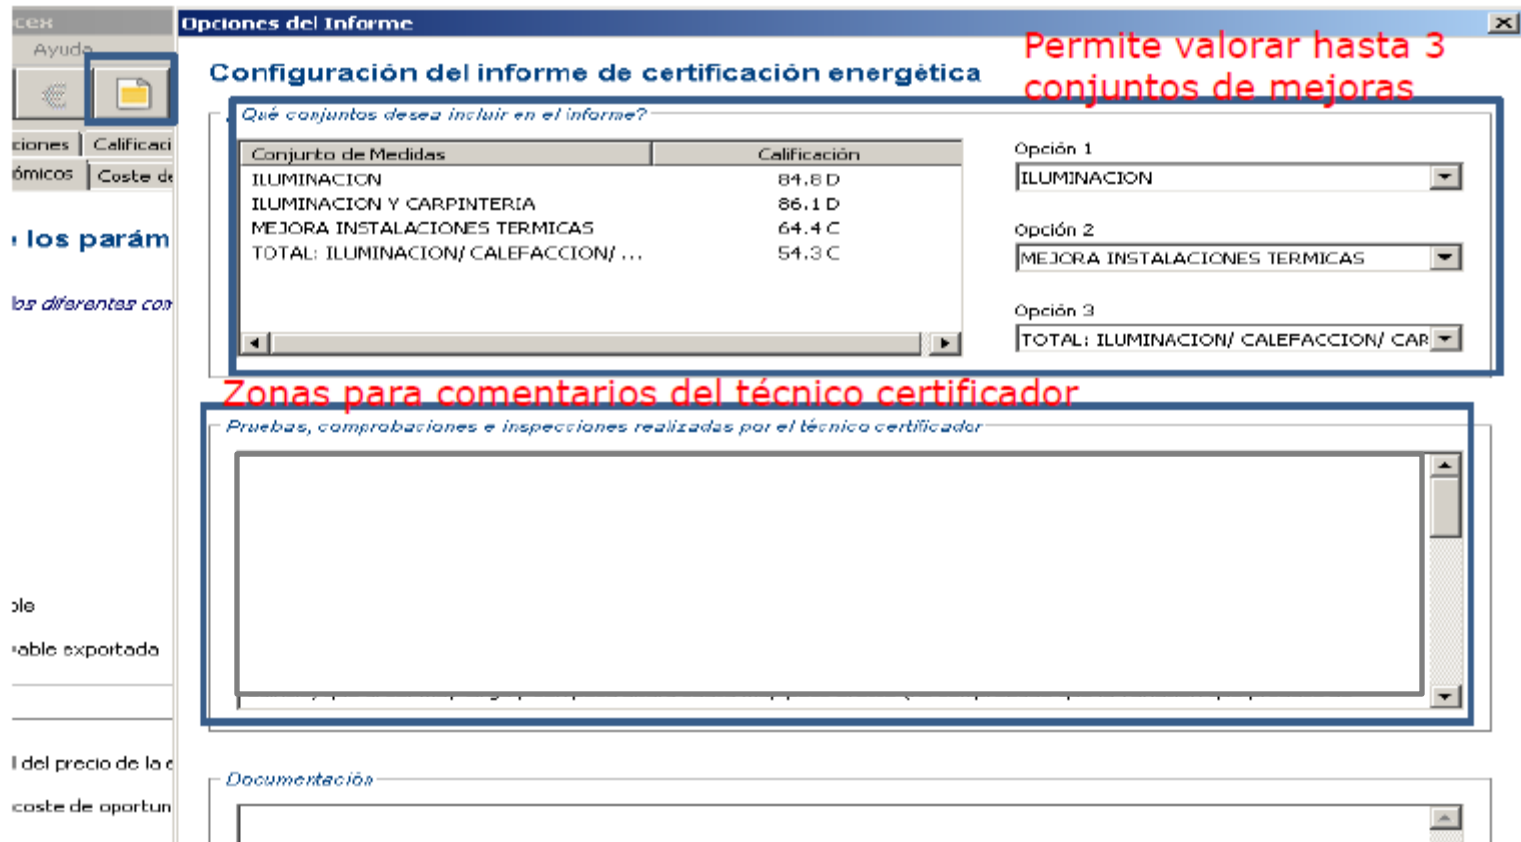 cex
Opciones del Informe
Ayuda
Permite valorar hasta 3
conjuntos de mejoras
Configuración del informe de certificación energética
¿Qué conjuntos desea incluir en el informe?
ciones
Calificaci
ómicos
Coste de
Conjunto de Medidas
Calificación
ILUMINACION
84.8 D
ILUMINACION Y CARPINTERIA
86.1 D
MEJORA INSTALACIONES TERMICAS
64.4 C
TOTAL: ILUMINACION/ CALEFACCION/ ...
54.3 C
Opción 1
ILUMINACION
Opción 2
MEJORA INSTALACIONES TERMICAS
Opción 3
TOTAL: ILUMINACION/ CALEFACCION/ CAR
los parám
los diferentes com
Zonas para comentarios del técnico certificador
Pruebas, comprobaciones e inspecciones realizadas por el técnico certificador
ble
vable exportada
l del precio de la e
coste de oportun
Documentación